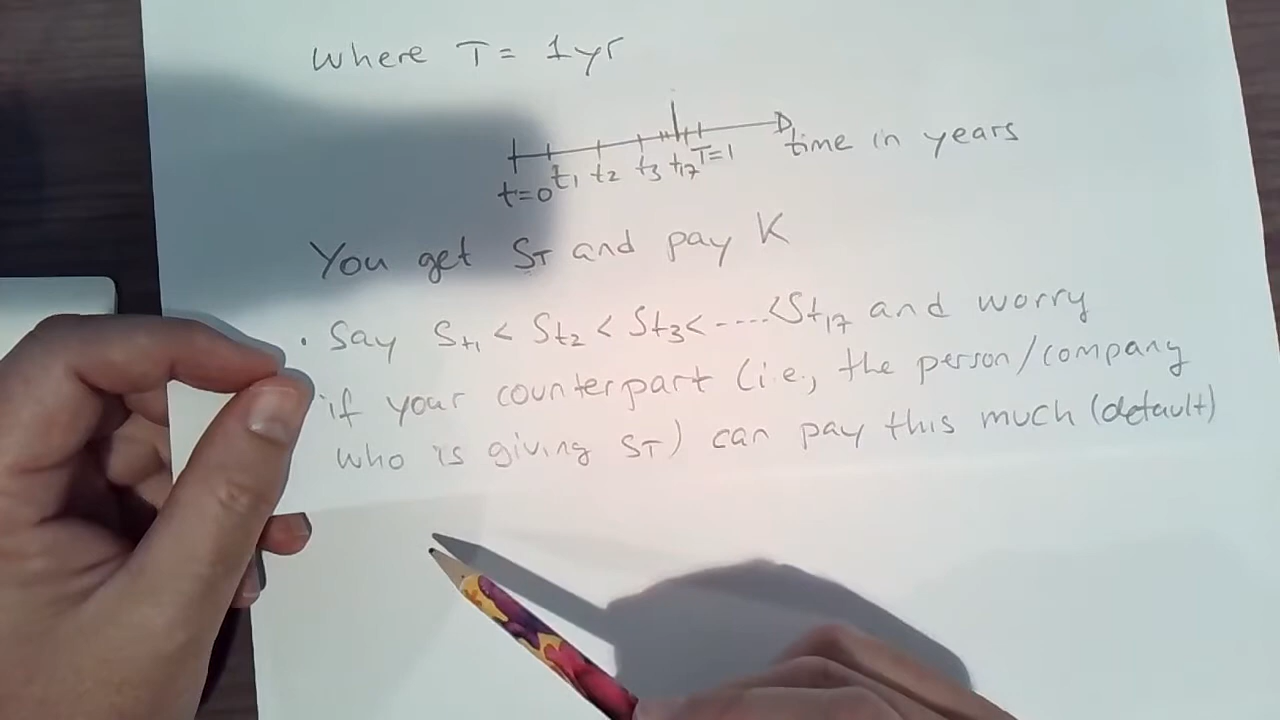 Where T = 1yr
time in years
t=0 t1 t2 t3 t17 T=1
You get ST and pay K
• Say St1 < St2 < St3 < ----- < St17 and worry
if your counterpart (i.e., the person/company
who is giving ST) can pay this much (default)